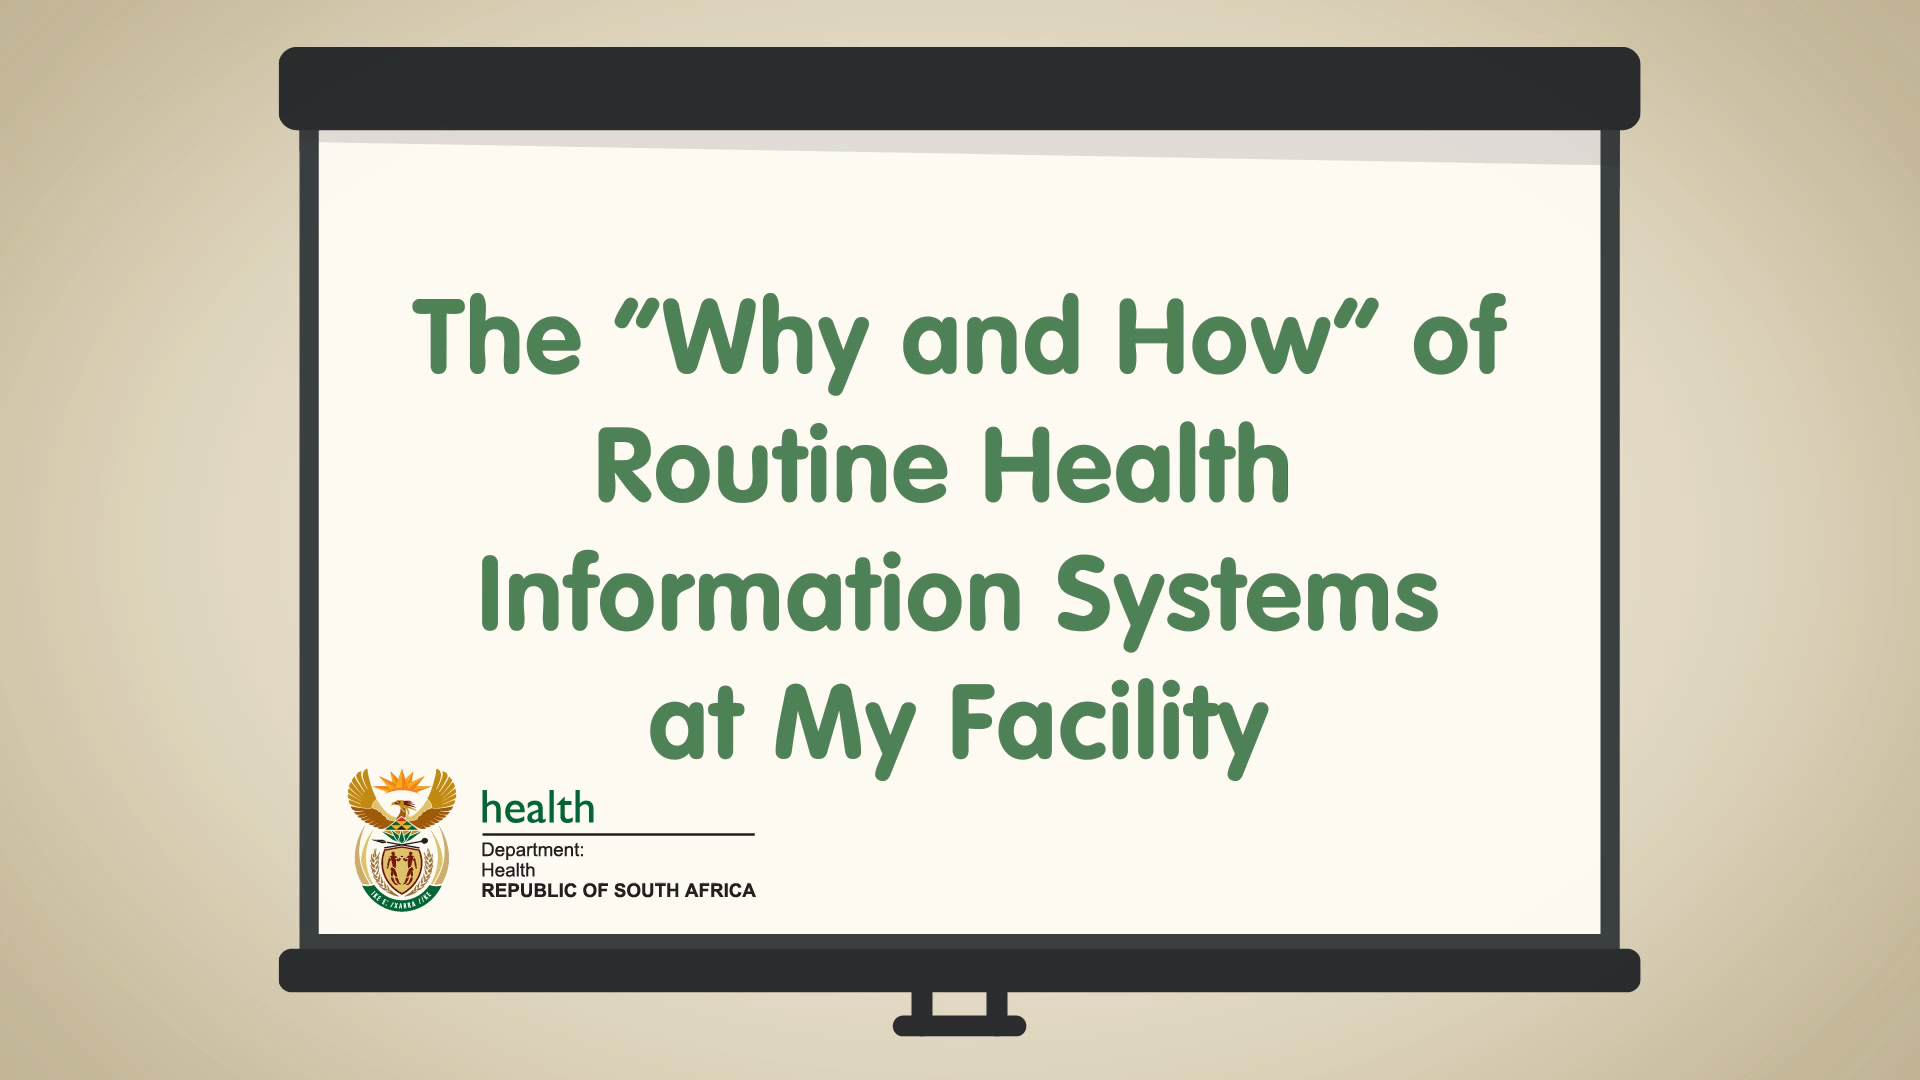 The "Why and How" of
Routine Health
Information Systems
at My Facility
health
Department:
Health
REPUBLIC OF SOUTH AFRICA